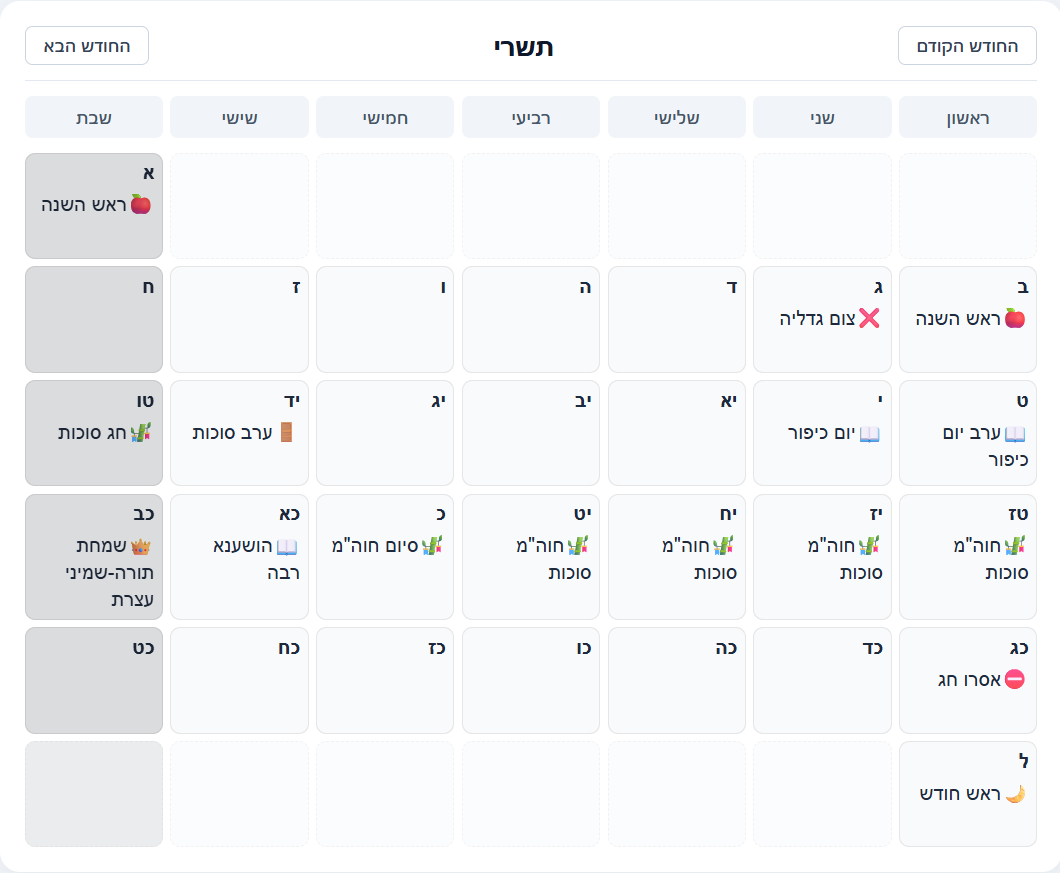 החודש הקודם
תשרי
החודש הבא
ראשון
שני
שלישי
רביעי
חמישי
שישי
שבת
א
ראש השנה
ב
ראש השנה
ג
צום גדליה
ד
ה
ו
ז
ח
ט
ערב יום
כיפור
י
יום כיפור
יא
יב
יג
יד
ערב סוכות
טו
חג סוכות
טז
חוה"מ
סוכות
יז
חוה"מ
סוכות
יח
חוה"מ
סוכות
יט
חוה"מ
סוכות
כ
סיום חוה"מ
כא
הושענא
רבה
כב
שמחת
תורה-שמיני
עצרת
כג
אסרו חג
כד
כה
כו
כז
כח
כט
ל
ראש חודש